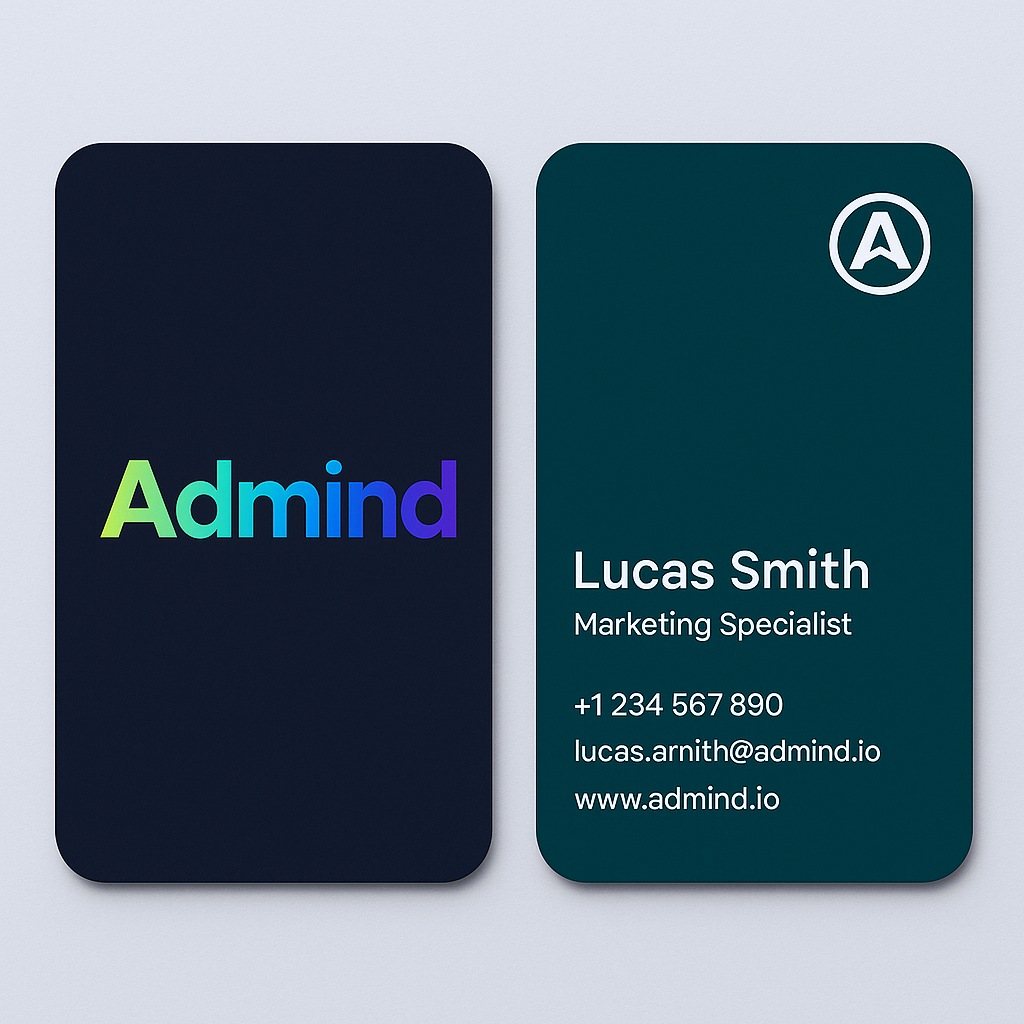 Admind
A
Lucas Smith
Marketing Specialist
+1 234 567 890
lucas.arnith@admind.io
www.admind.io